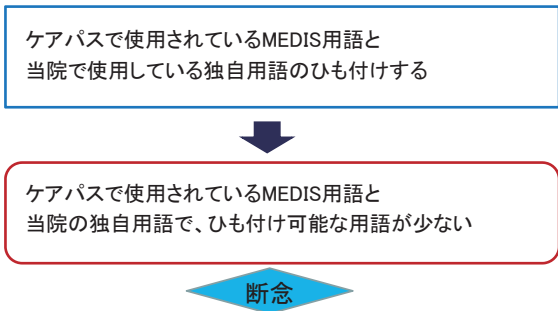 ケアパスで使用されているMEDIS用語と
当院で使用している独自用語のひも付けする
ケアパスで使用されているMEDIS用語と
当院の独自用語で、ひも付け可能な用語が少ない
断念